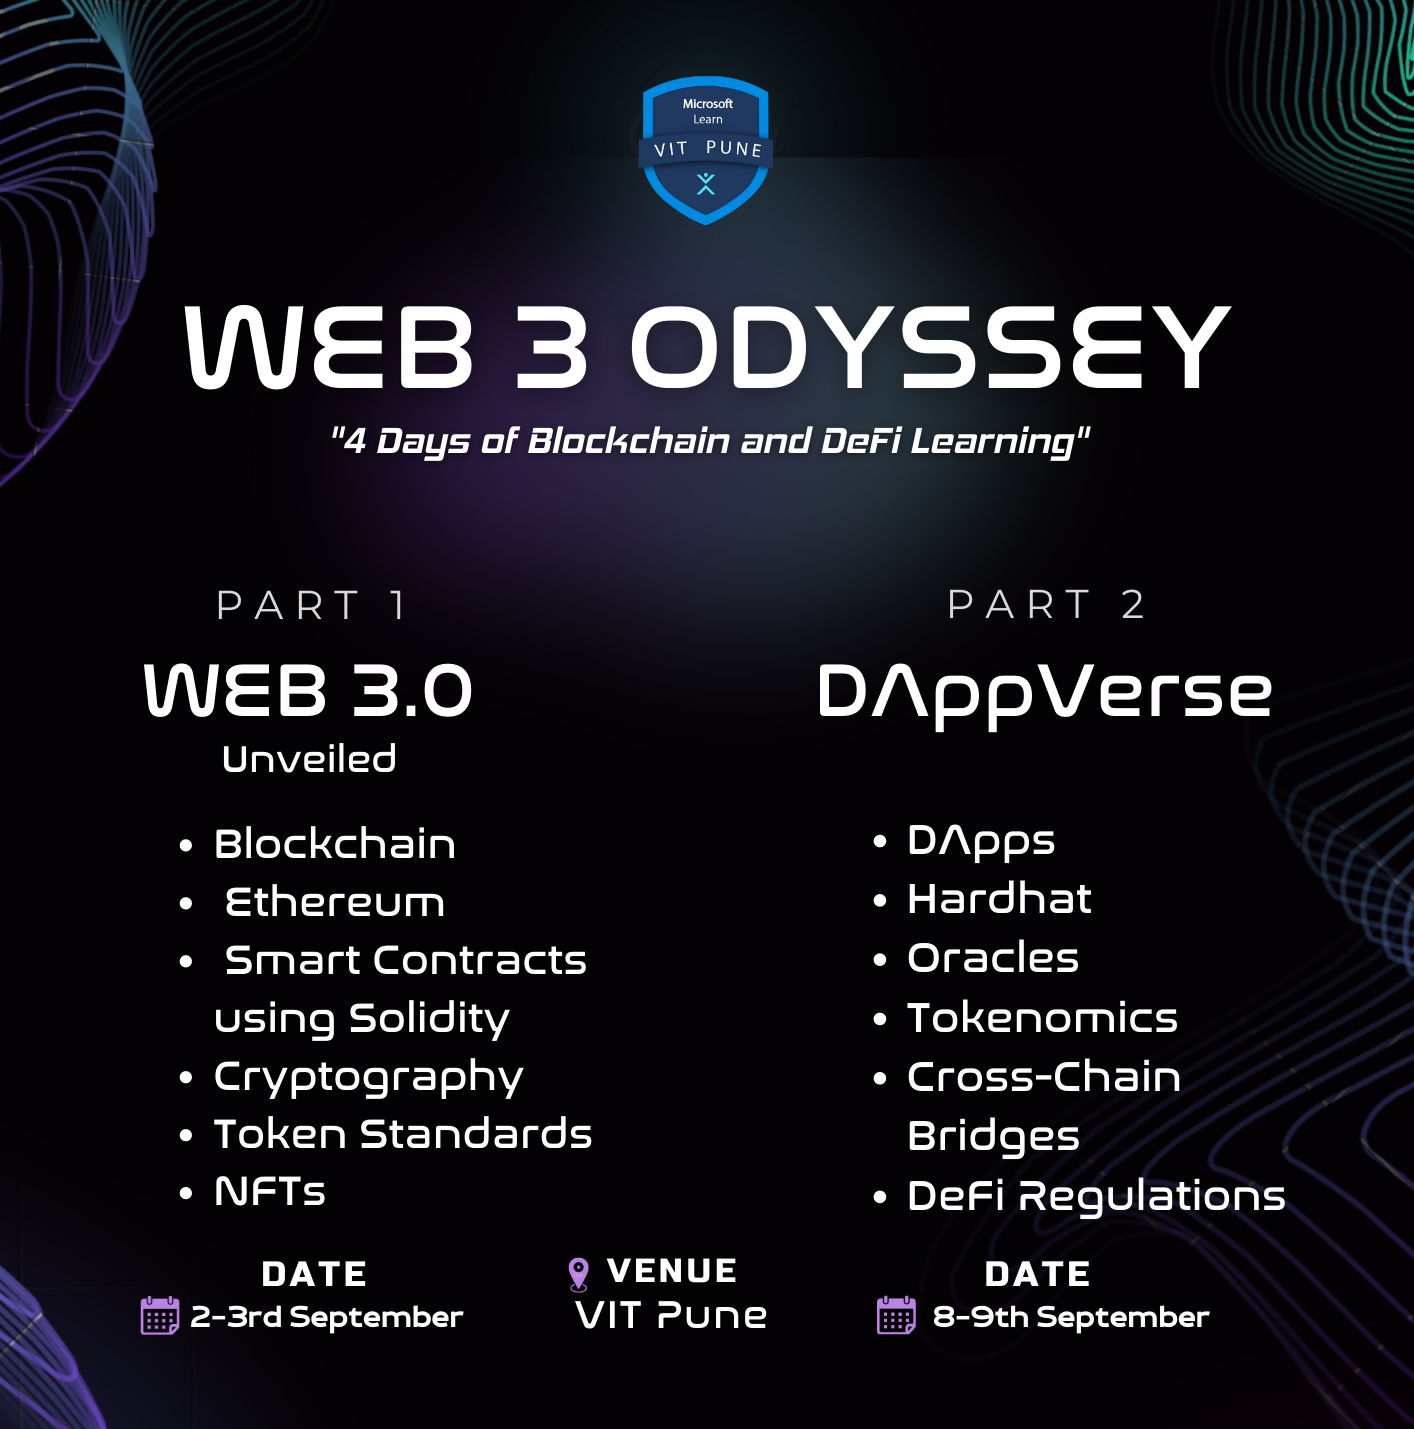 Microsoft
Learn
VIT PUNE
WEB 3 ODYSSEY
"4 Days of Blockchain and DeFi Learning"
PART 1
WEB 3.0
Unveiled
• Blockchain
• Ethereum
• Smart Contracts
using Solidity
• Cryptography
• Token Standards
• NFTs
PART 2
DAppVerse
• DApps
• Hardhat
• Oracles
• Tokenomics
• Cross-Chain
Bridges
• DeFi Regulations
DATE
2-3rd September
VENUE
VIT Pune
DATE
8-9th September